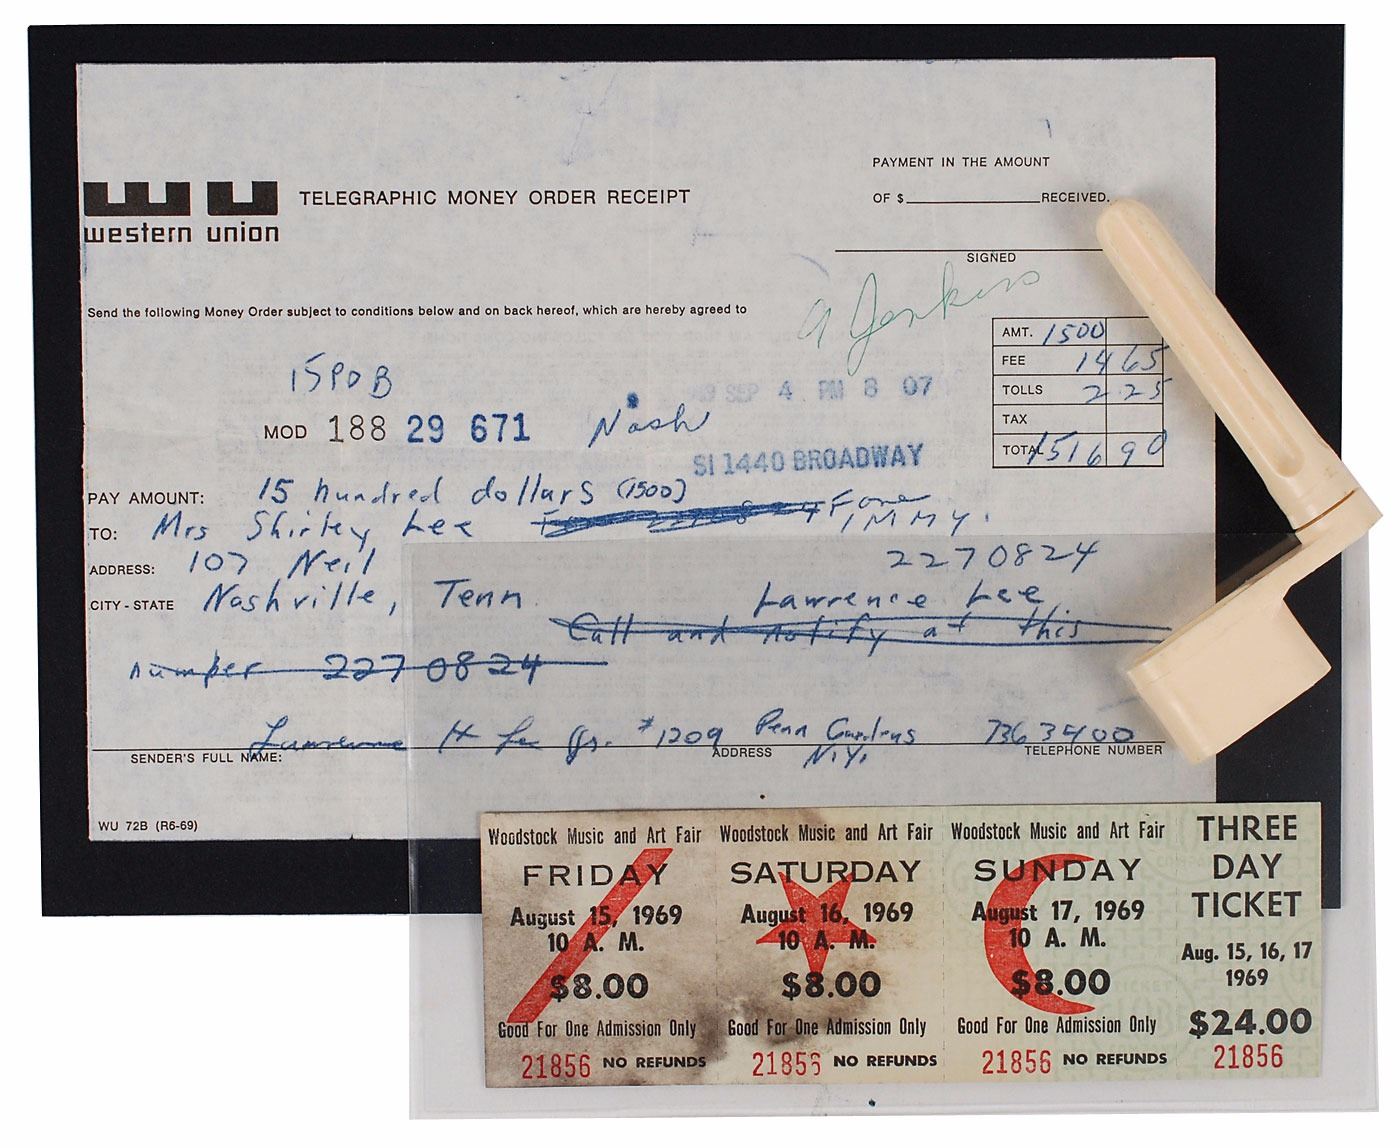 PAYMENT IN THE AMOUNT
OF $ RECEIVED.
western union
TELEGRAPHIC MONEY ORDER RECEIPT
SIGNED
Send the following Money Order subject to conditions below and on back hereof, which are hereby agreed to
Jenkins
AMT. 1500
FEE 14 65
TOLLS 2 25
TAX
TOTAL 1516 90
15PDB
SEP 4 PM 8 07
MOD 188 29 671 Nash
SI 1440 BROADWAY
PAY AMOUNT: 15 hundred dollars (1500)
TO: Mrs Shirley Lee Fone
IMMY.
ADDRESS: 107 Neil 2270824
CITY - STATE Nashville, Tenn Lawrence Lee
Call and notify at this
number 2270824
Lawrence H Lee Jr. #1209 Penn Gardens 7363400
SENDER'S FULL NAME: ADDRESS N.Y. TELEPHONE NUMBER
WU 72B (R6-69)
Woodstock Music and Art Fair
FRIDAY
August 15, 1969
10 A. M.
$8.00
Good For One Admission Only
21856 NO REFUNDS
Woodstock Music and Art Fair
SATURDAY
August 16, 1969
10 A. M.
$8.00
Good For One Admission Only
21856 NO REFUNDS
Woodstock Music and Art Fair
SUNDAY
August 17, 1969
10 A. M.
$8.00
Good For One Admission Only
21856 NO REFUNDS
THREE
DAY
TICKET
Aug. 15, 16, 17
1969
$24.00
21856